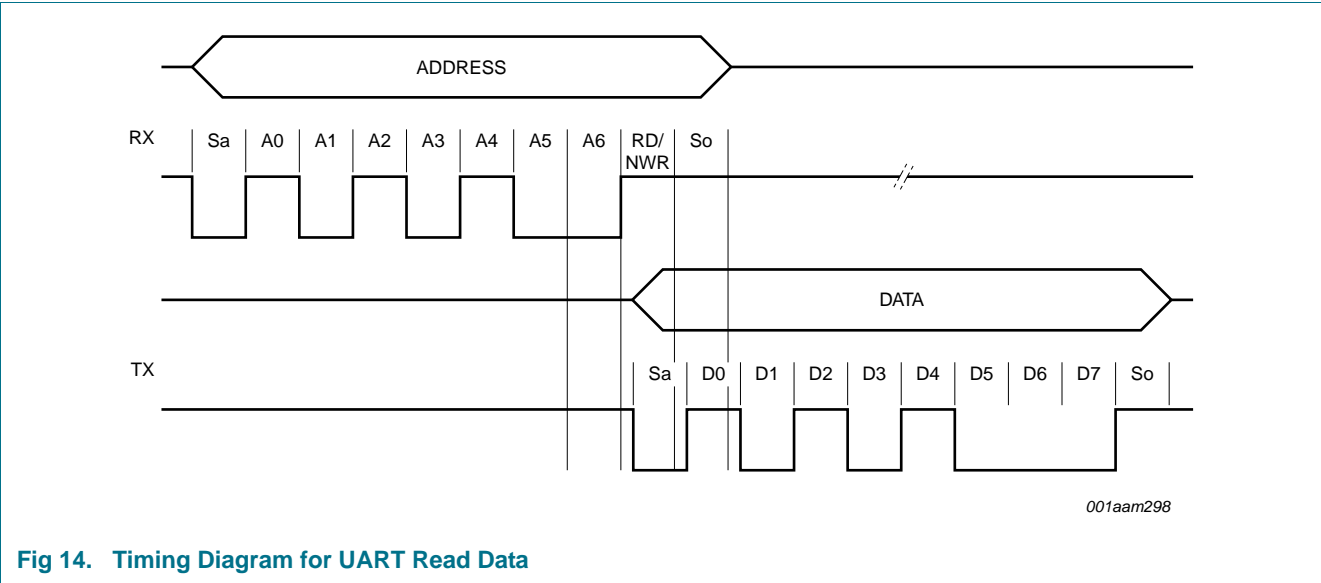 ADDRESS
RX Sa A0 A1 A2 A3 A4 A5 A6 RD/ So
NWR
DATA
TX Sa D0 D1 D2 D3 D4 D5 D6 D7 So
001aam298
Fig 14. Timing Diagram for UART Read Data